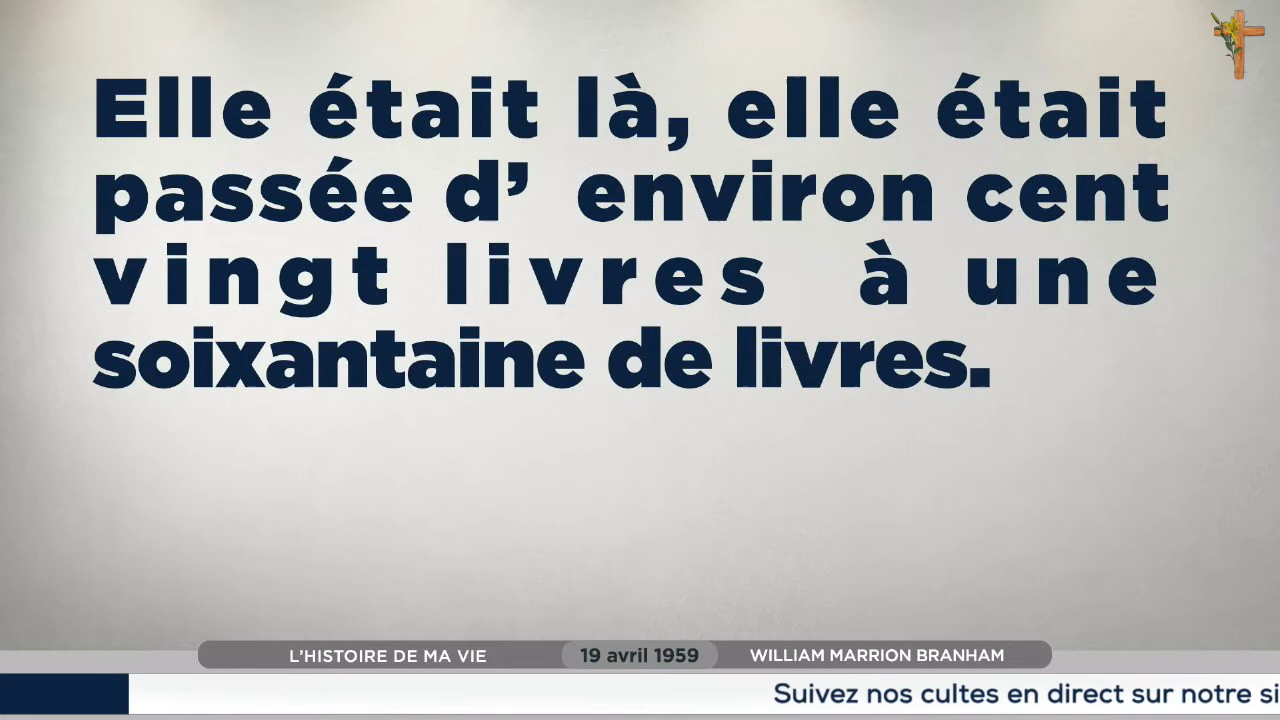 Elle était là, elle était
passée d’ environ cent
vingt livres à une
soixantaine de livres.
L’HISTOIRE DE MA VIE
19 avril 1959
WILLIAM MARRION BRANHAM
Suivez nos cultes en direct sur notre